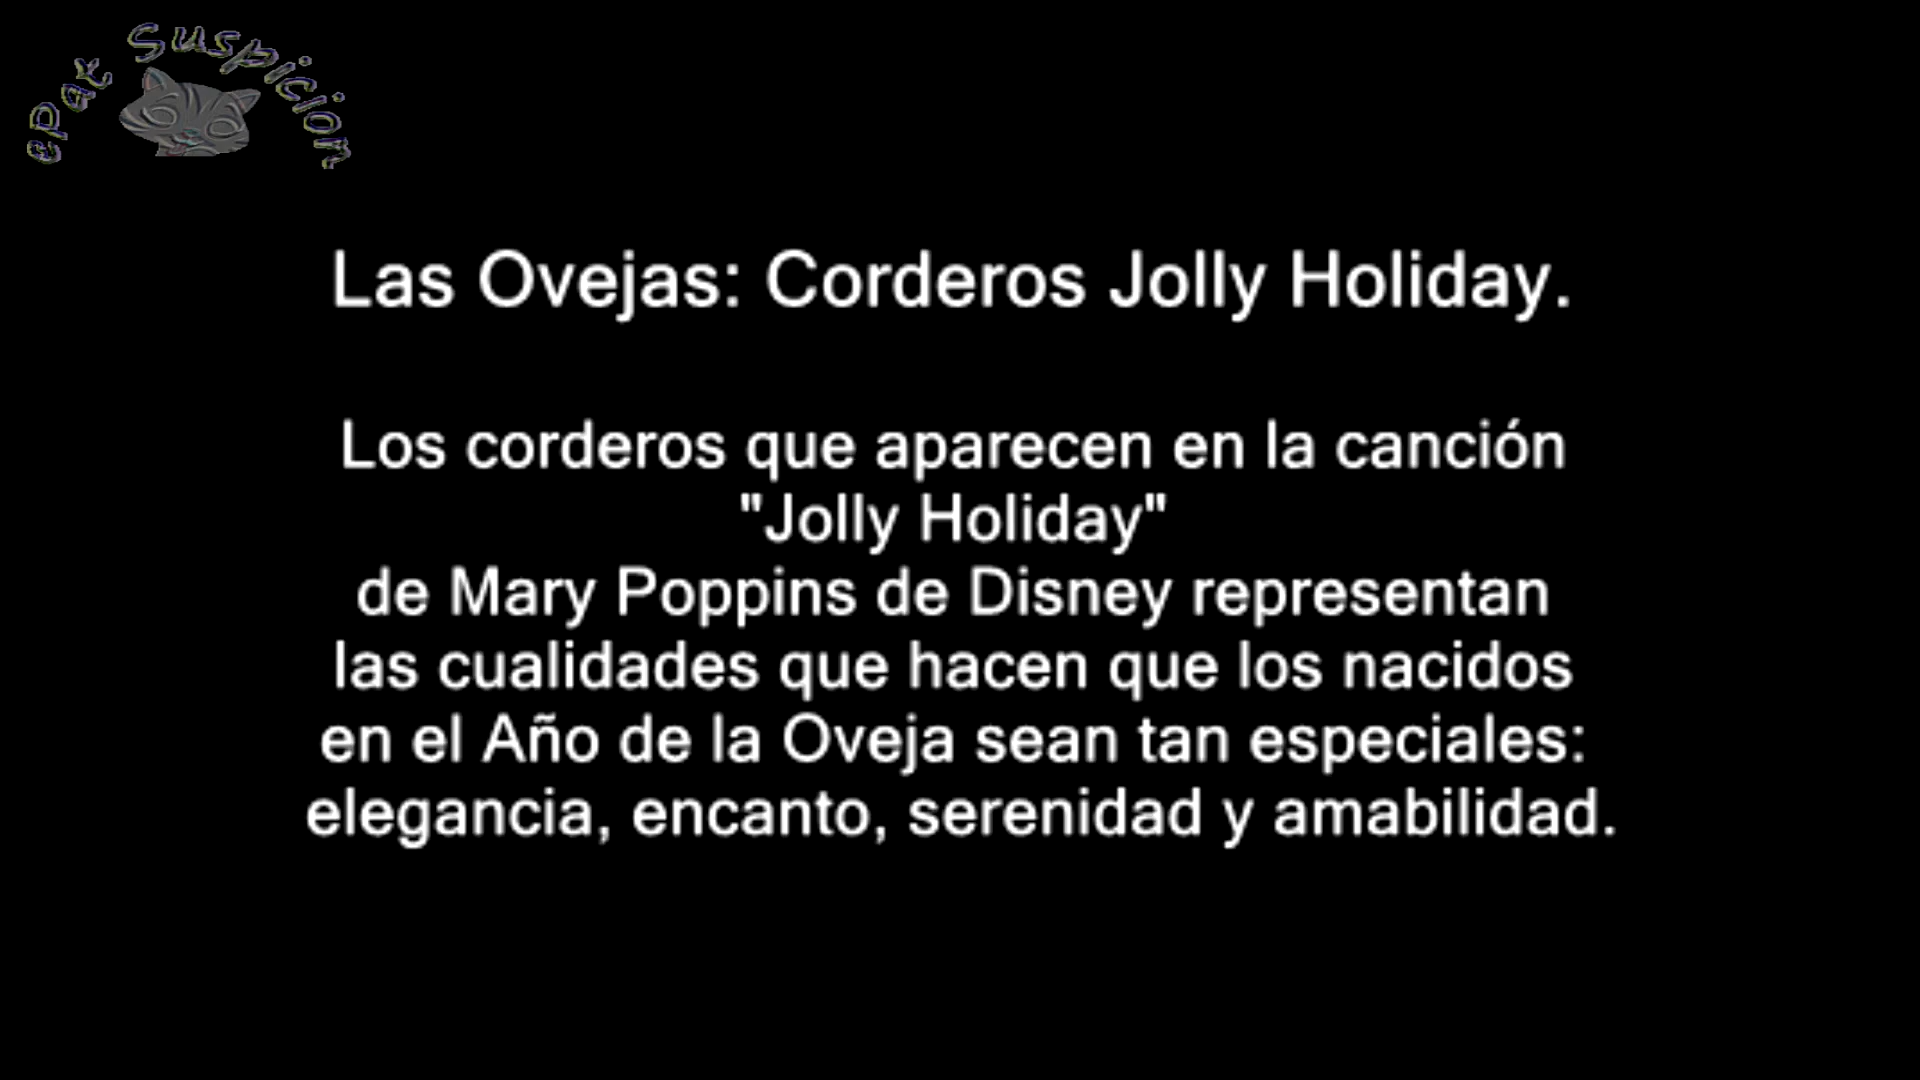 epat Suspicion
Las Ovejas: Corderos Jolly Holiday.
Los corderos que aparecen en la canción
"Jolly Holiday"
de Mary Poppins de Disney representan
las cualidades que hacen que los nacidos
en el Año de la Oveja sean tan especiales:
elegancia, encanto, serenidad y amabilidad.